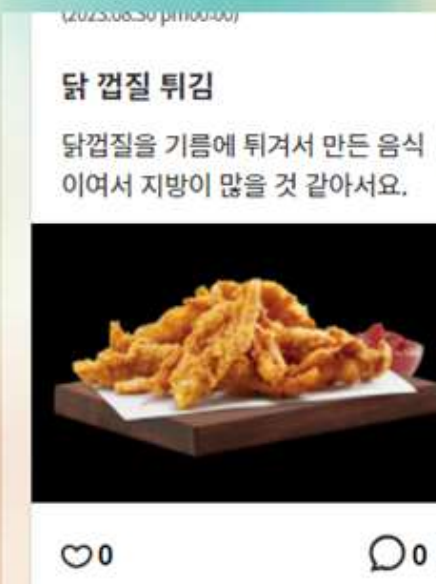 닭 껍질 튀김
닭껍질을 기름에 튀겨서 만든 음식
이여서 지방이 많을 것 같아서요.
0
0